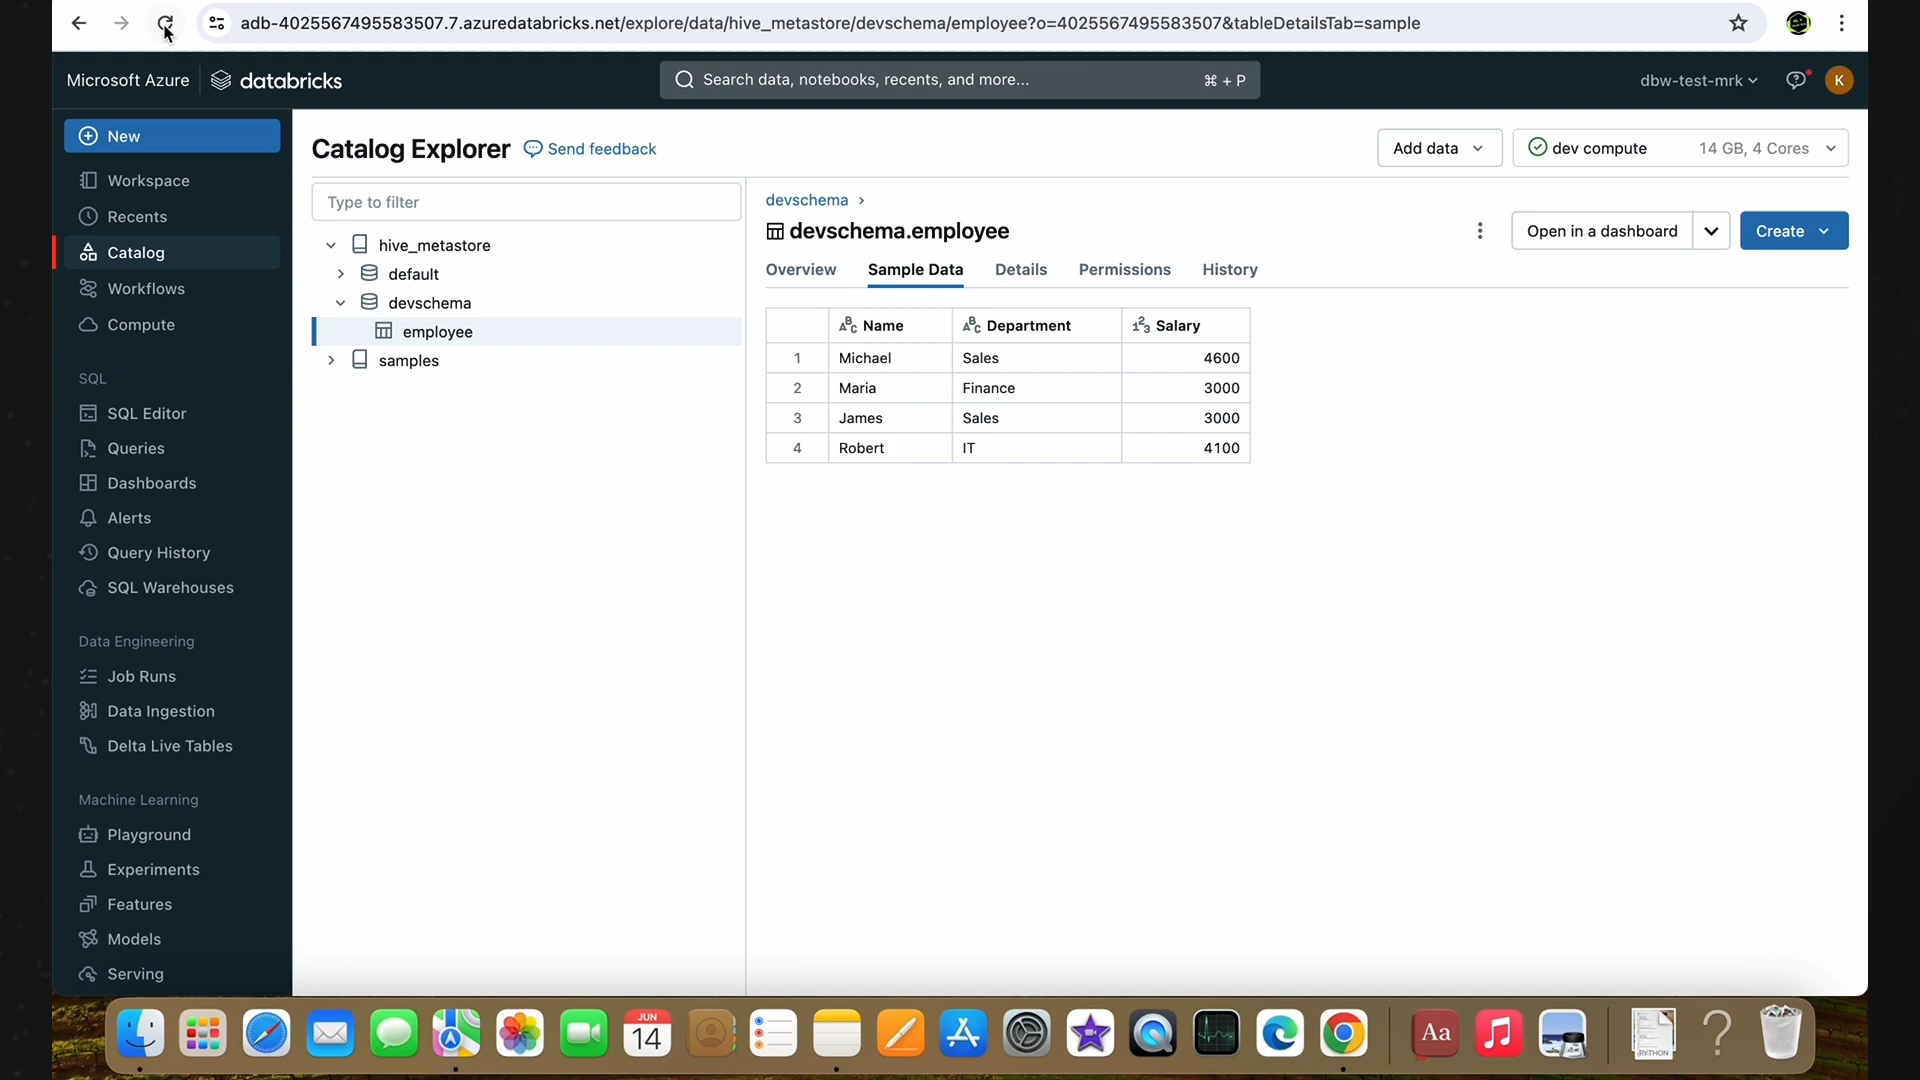 adb-4025567495583507.7.azuredatabricks.net/explore/data/hive_metastore/devschema/employee?o=4025567495583507&tableDetailsTab=sample
Microsoft Azure databricks
Search data, notebooks, recents, and more... ⌘ + P
dbw-test-mrk
K
New
Workspace
Recents
Catalog
Workflows
Compute
SQL
SQL Editor
Queries
Dashboards
Alerts
Query History
SQL Warehouses
Data Engineering
Job Runs
Data Ingestion
Delta Live Tables
Machine Learning
Playground
Experiments
Features
Models
Serving
Catalog Explorer Send feedback
Add data
dev compute 14 GB, 4 Cores
Type to filter
hive_metastore
default
devschema
employee
samples
devschema ›
devschema.employee
Open in a dashboard
Create
Overview Sample Data Details Permissions History
ABC Name ABC Department 123 Salary
1 Michael Sales 4600
2 Maria Finance 3000
3 James Sales 3000
4 Robert IT 4100
JUN
14
Aa
PYTHON
?